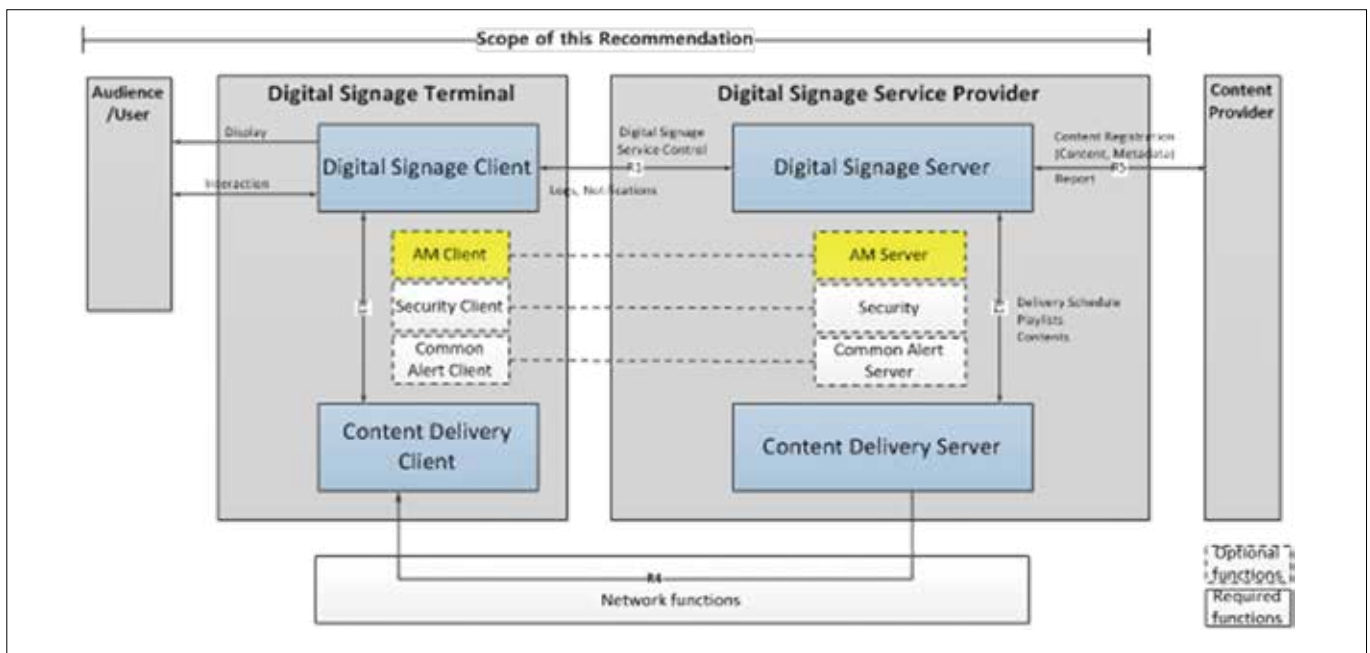 Scope of this Recommendation
Audience
/User
Digital Signage Terminal
Digital Signage Service Provider
Content
Provider
Display
Interaction
Digital Signage Client
Digital Signage
Service Control
Logs, Notifications
Digital Signage Server
Content Registration
(Content, Metadata)
R5
Report
AM Client
AM Server
Security Client
Security
Common
Alert Client
Common Alert
Server
Delivery Schedule
Playlists
Contents
Content Delivery
Client
Content Delivery Server
R4
Network functions
Optional
functions
Required
functions